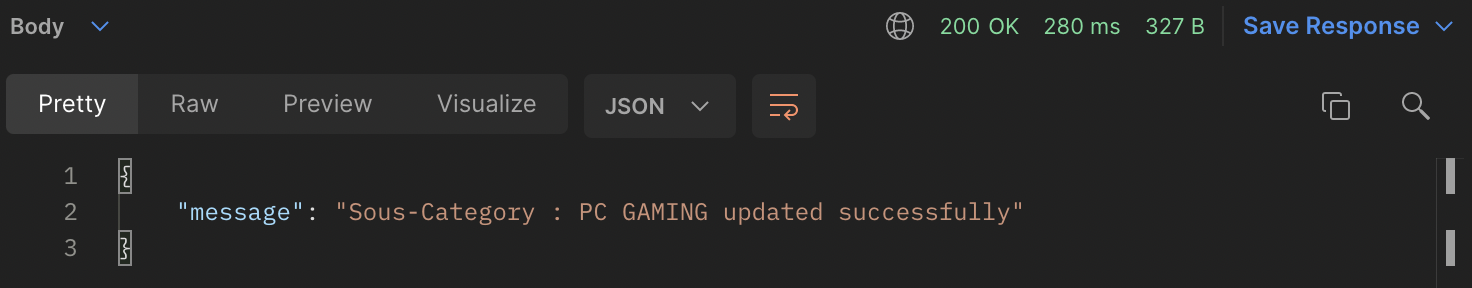 Body 200 OK 280 ms 327 B Save Response
Pretty Raw Preview Visualize JSON
1 {
2 "message": "Sous-Category : PC GAMING updated successfully"
3 }